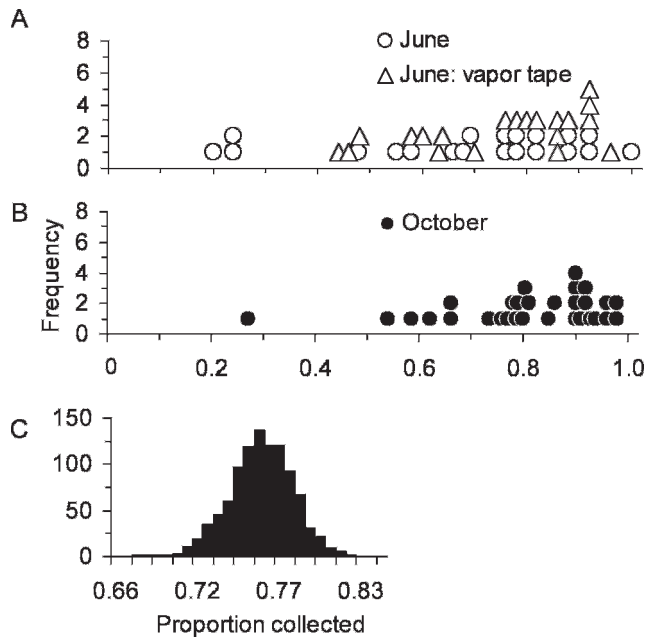 A
8
6
4
2
0
June
June: vapor tape
B
8
6
4
2
0
October
Frequency
0 0.2 0.4 0.6 0.8 1.0
C
150
100
50
0
0.66 0.72 0.77 0.83
Proportion collected